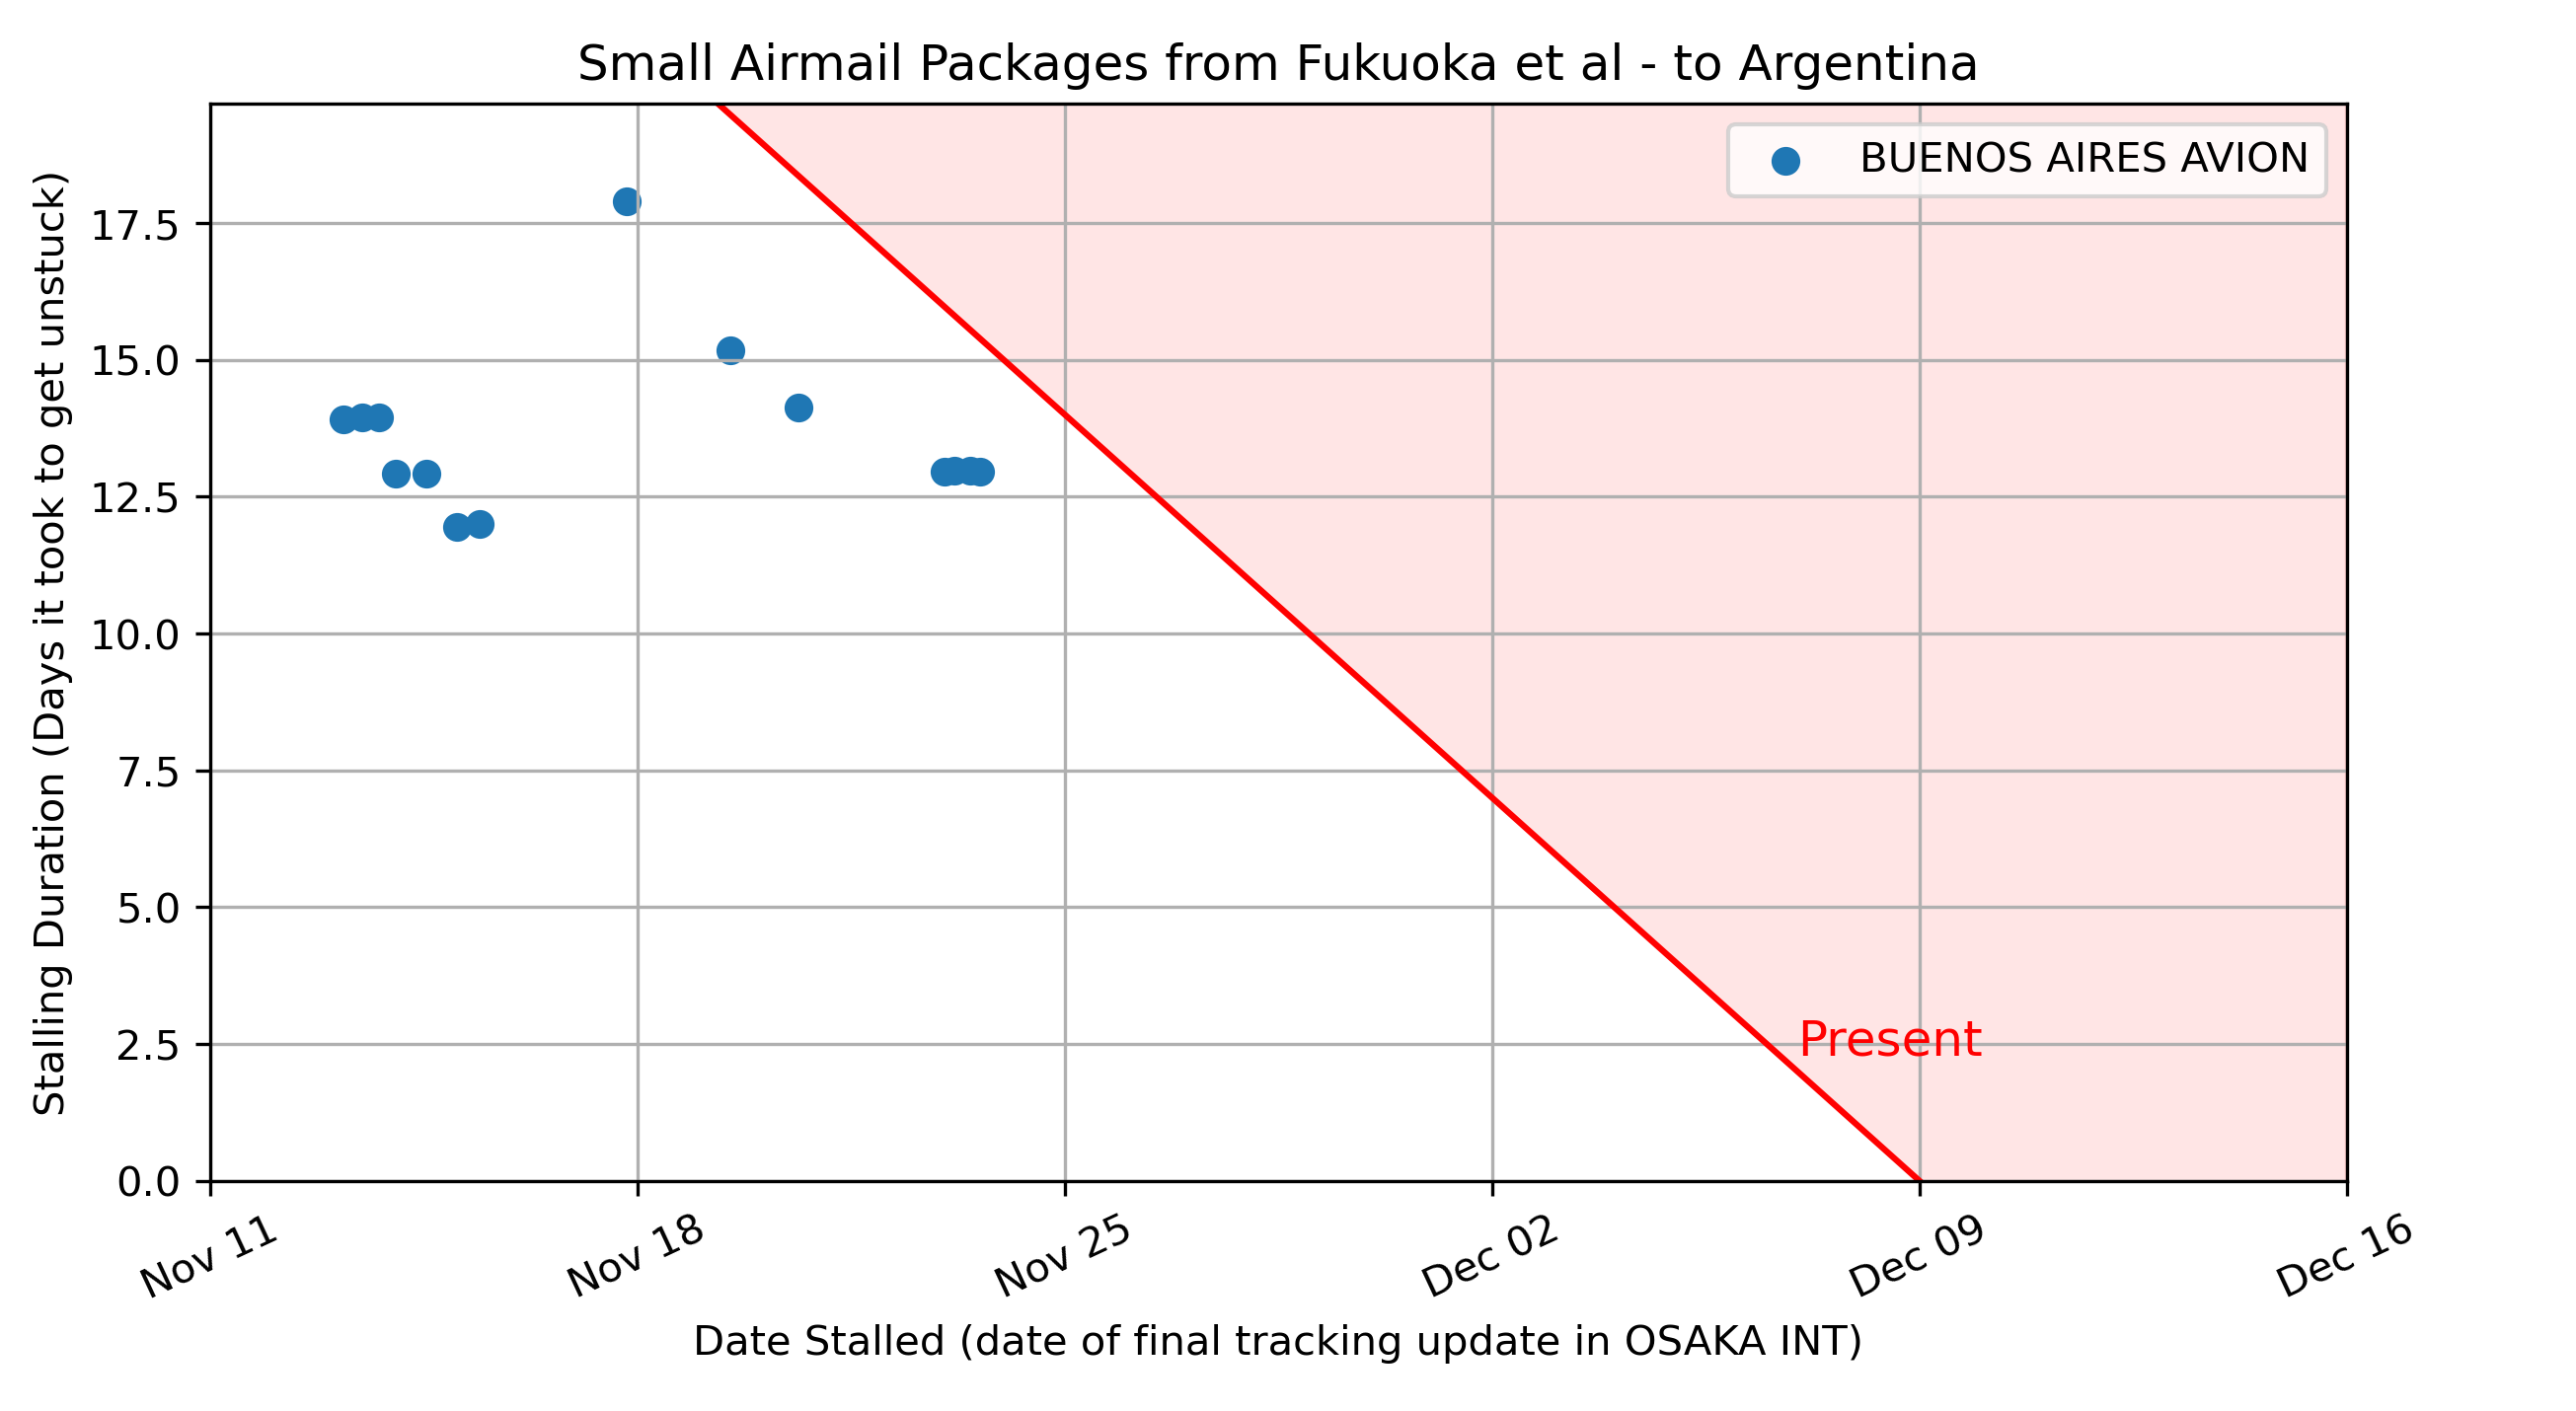 Small Airmail Packages from Fukuoka et al - to Argentina
BUENOS AIRES AVION
Stalling Duration (Days it took to get unstuck)
17.5
15.0
12.5
10.0
7.5
5.0
2.5
0.0
Present
Nov 11
Nov 18
Nov 25
Dec 02
Dec 09
Dec 16
Date Stalled (date of final tracking update in OSAKA INT)